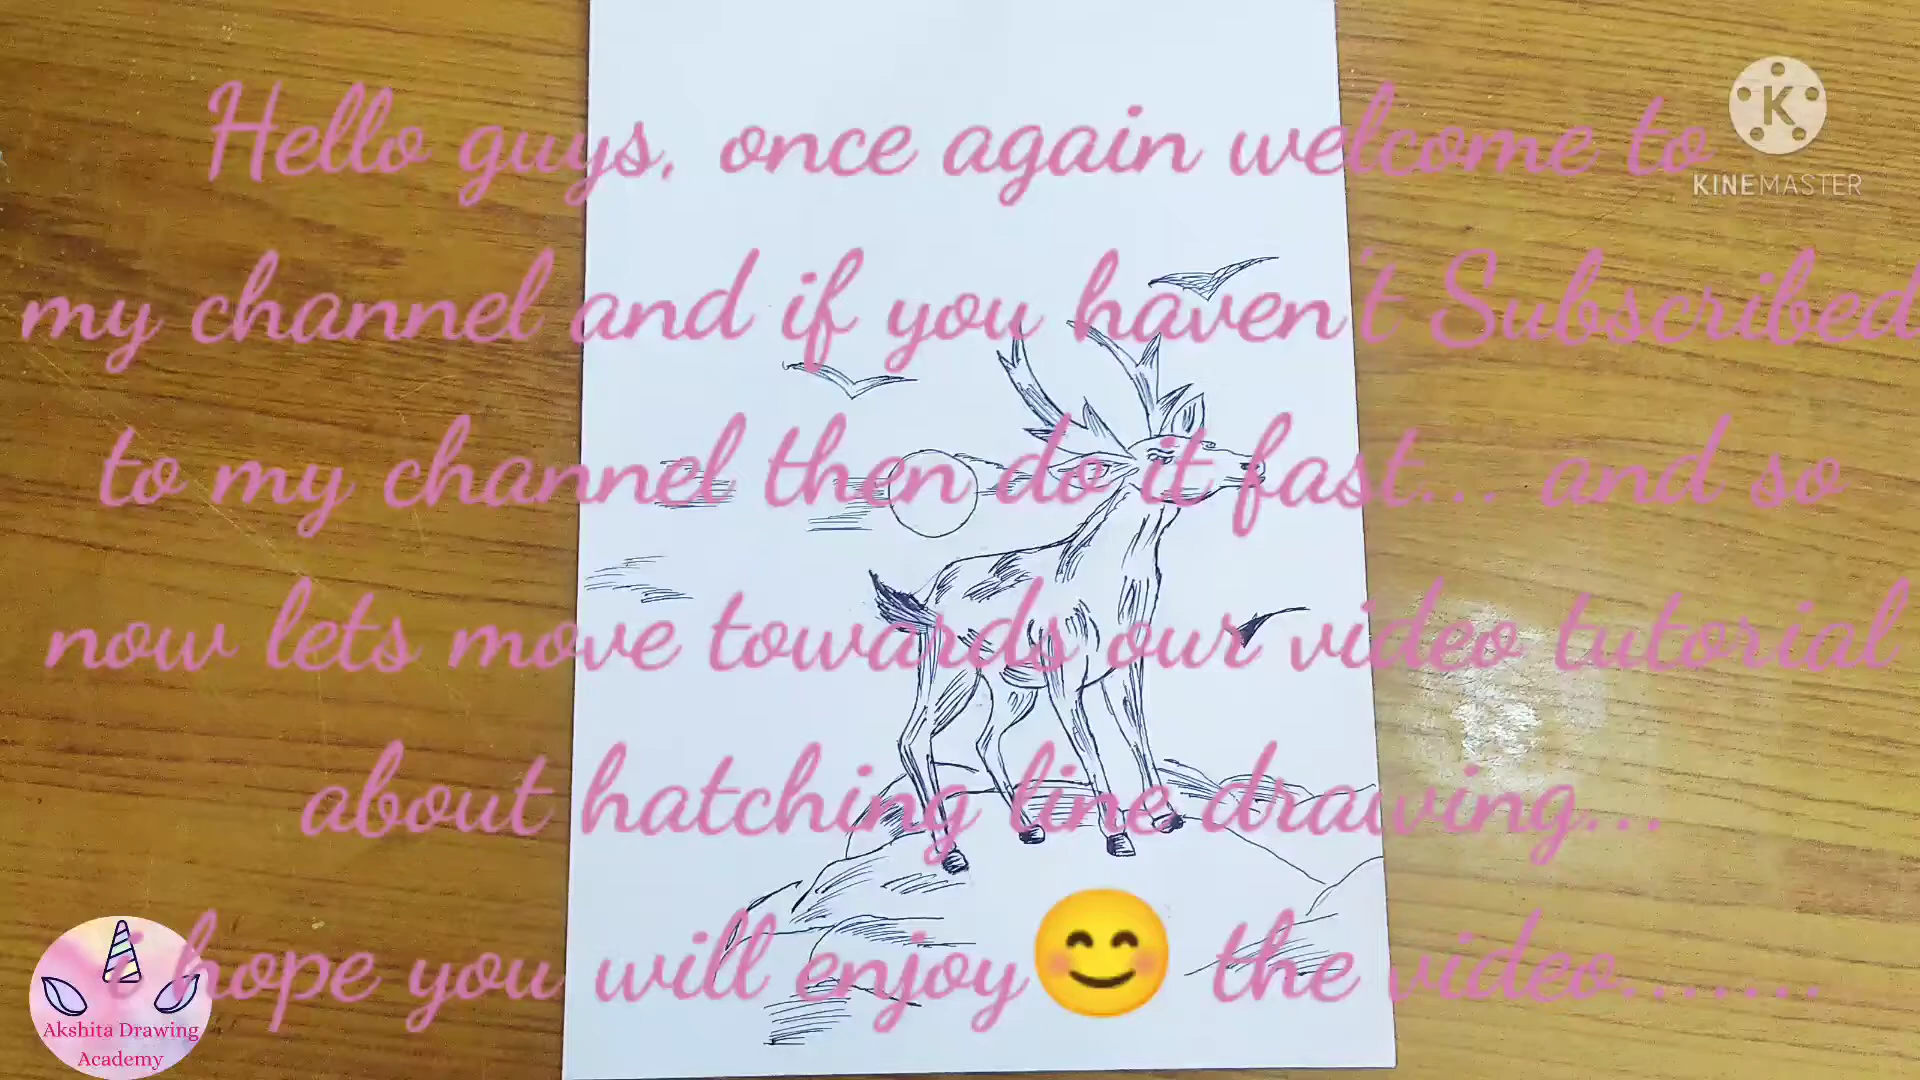 Hello guys, once again welcome to
my channel and if you haven't Subscribed
to my channel then do it fast... and so
now lets move towards our video tutorial
about hatching line drawing...
i hope you will enjoy😊 the video.......
KINEMASTER
Akshita Drawing
Academy